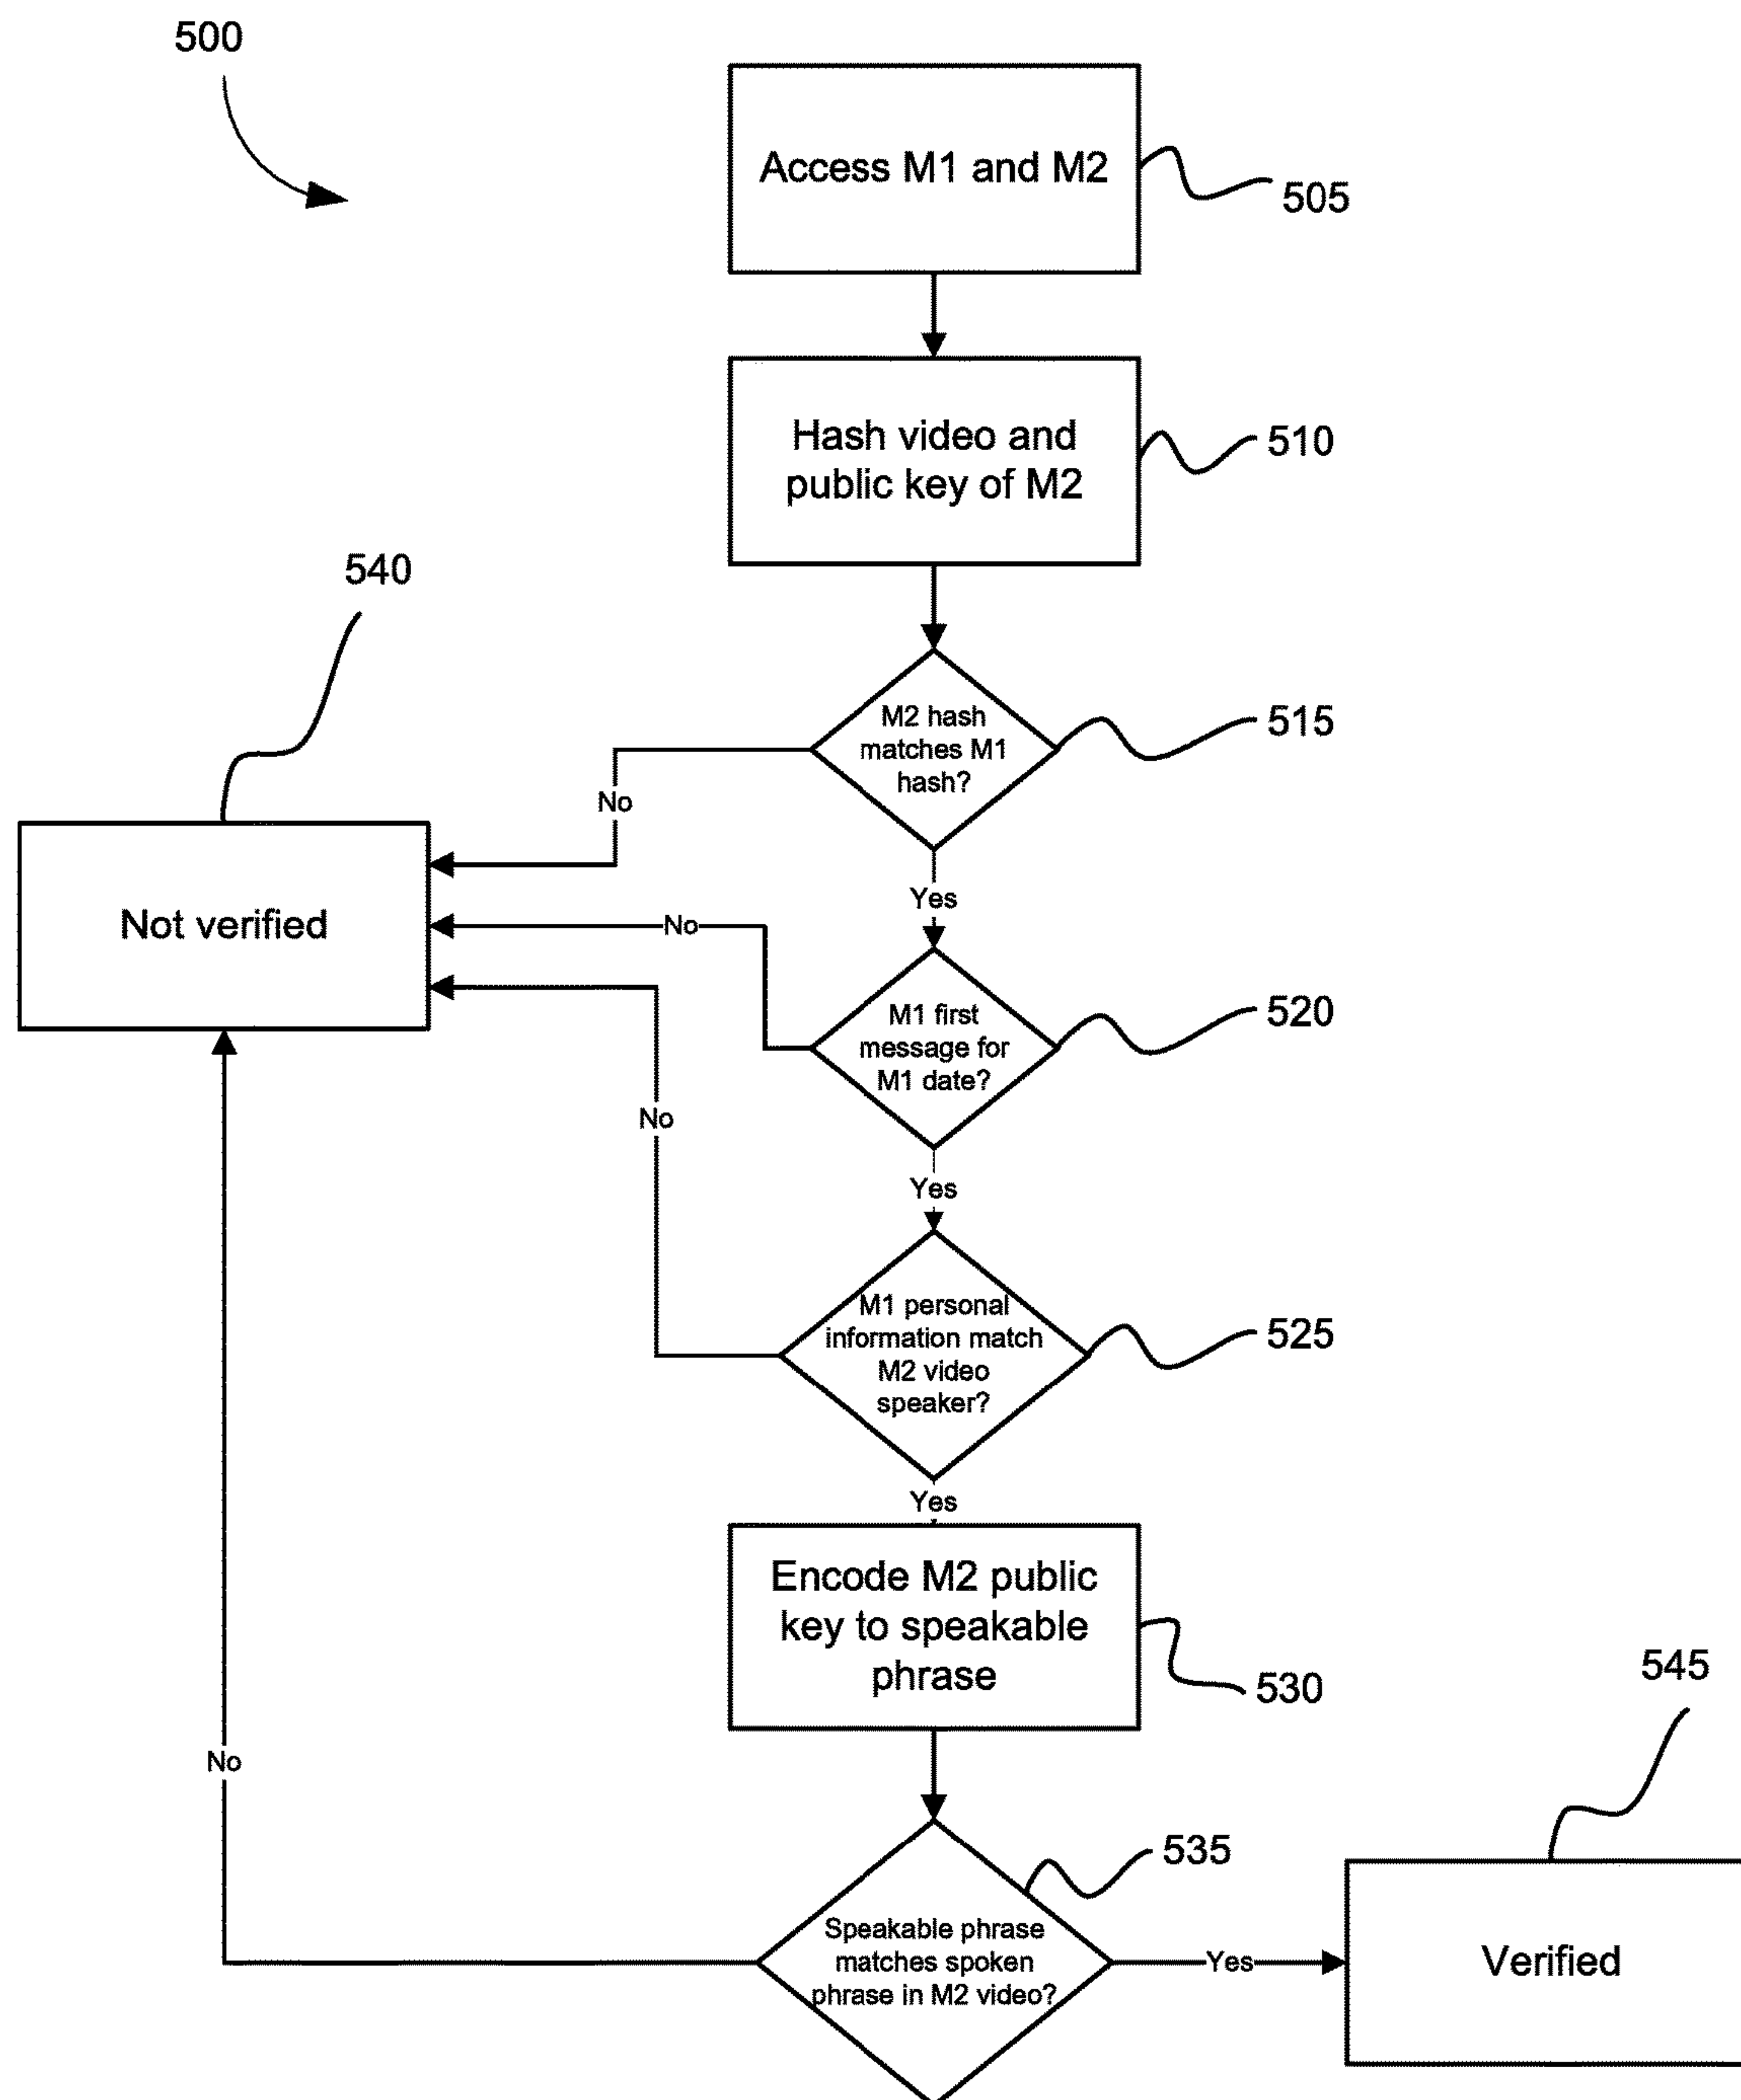 500
Access M1 and M2
505
Hash video and
public key of M2
510
540
M2 hash
matches M1
hash?
515
No
Yes
Not verified
No
M1 first
message for
M1 date?
520
No
Yes
M1 personal
information match
M2 video
speaker?
525
Yes
Encode M2 public
key to speakable
phrase
530
545
No
535
Speakable phrase
matches spoken
phrase in M2 video?
Yes
Verified